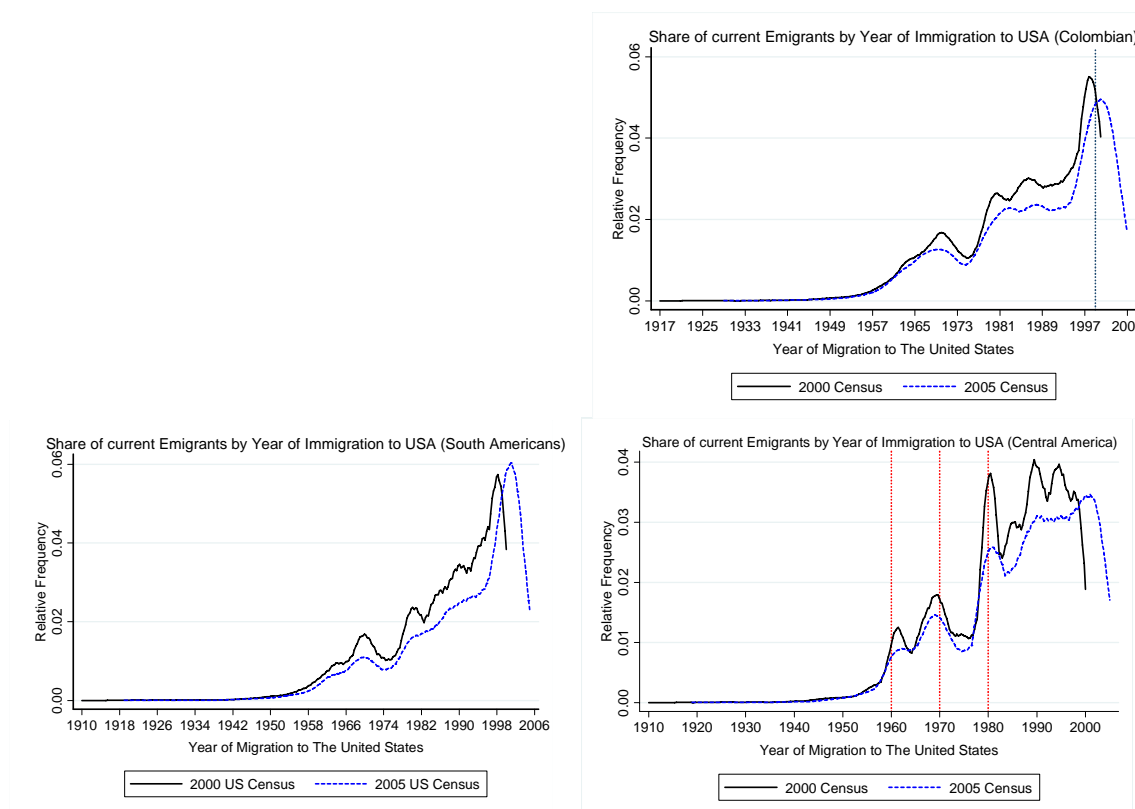 Share of current Emigrants by Year of Immigration to USA (Colombian)
Relative Frequency
0.00 0.02 0.04 0.06
1917 1925 1933 1941 1949 1957 1965 1973 1981 1989 1997 200
Year of Migration to The United States
2000 Census 2005 Census
Share of current Emigrants by Year of Immigration to USA (South Americans)
Relative Frequency
0.00 0.02 0.04 0.06
1910 1918 1926 1934 1942 1950 1958 1966 1974 1982 1990 1998 2006
Year of Migration to The United States
2000 US Census 2005 US Census
Share of current Emigrants by Year of Immigration to USA (Central America)
Relative Frequency
0.00 0.01 0.02 0.03 0.04
1910 1920 1930 1940 1950 1960 1970 1980 1990 2000
Year of Migration to The United States
2000 Census 2005 Census